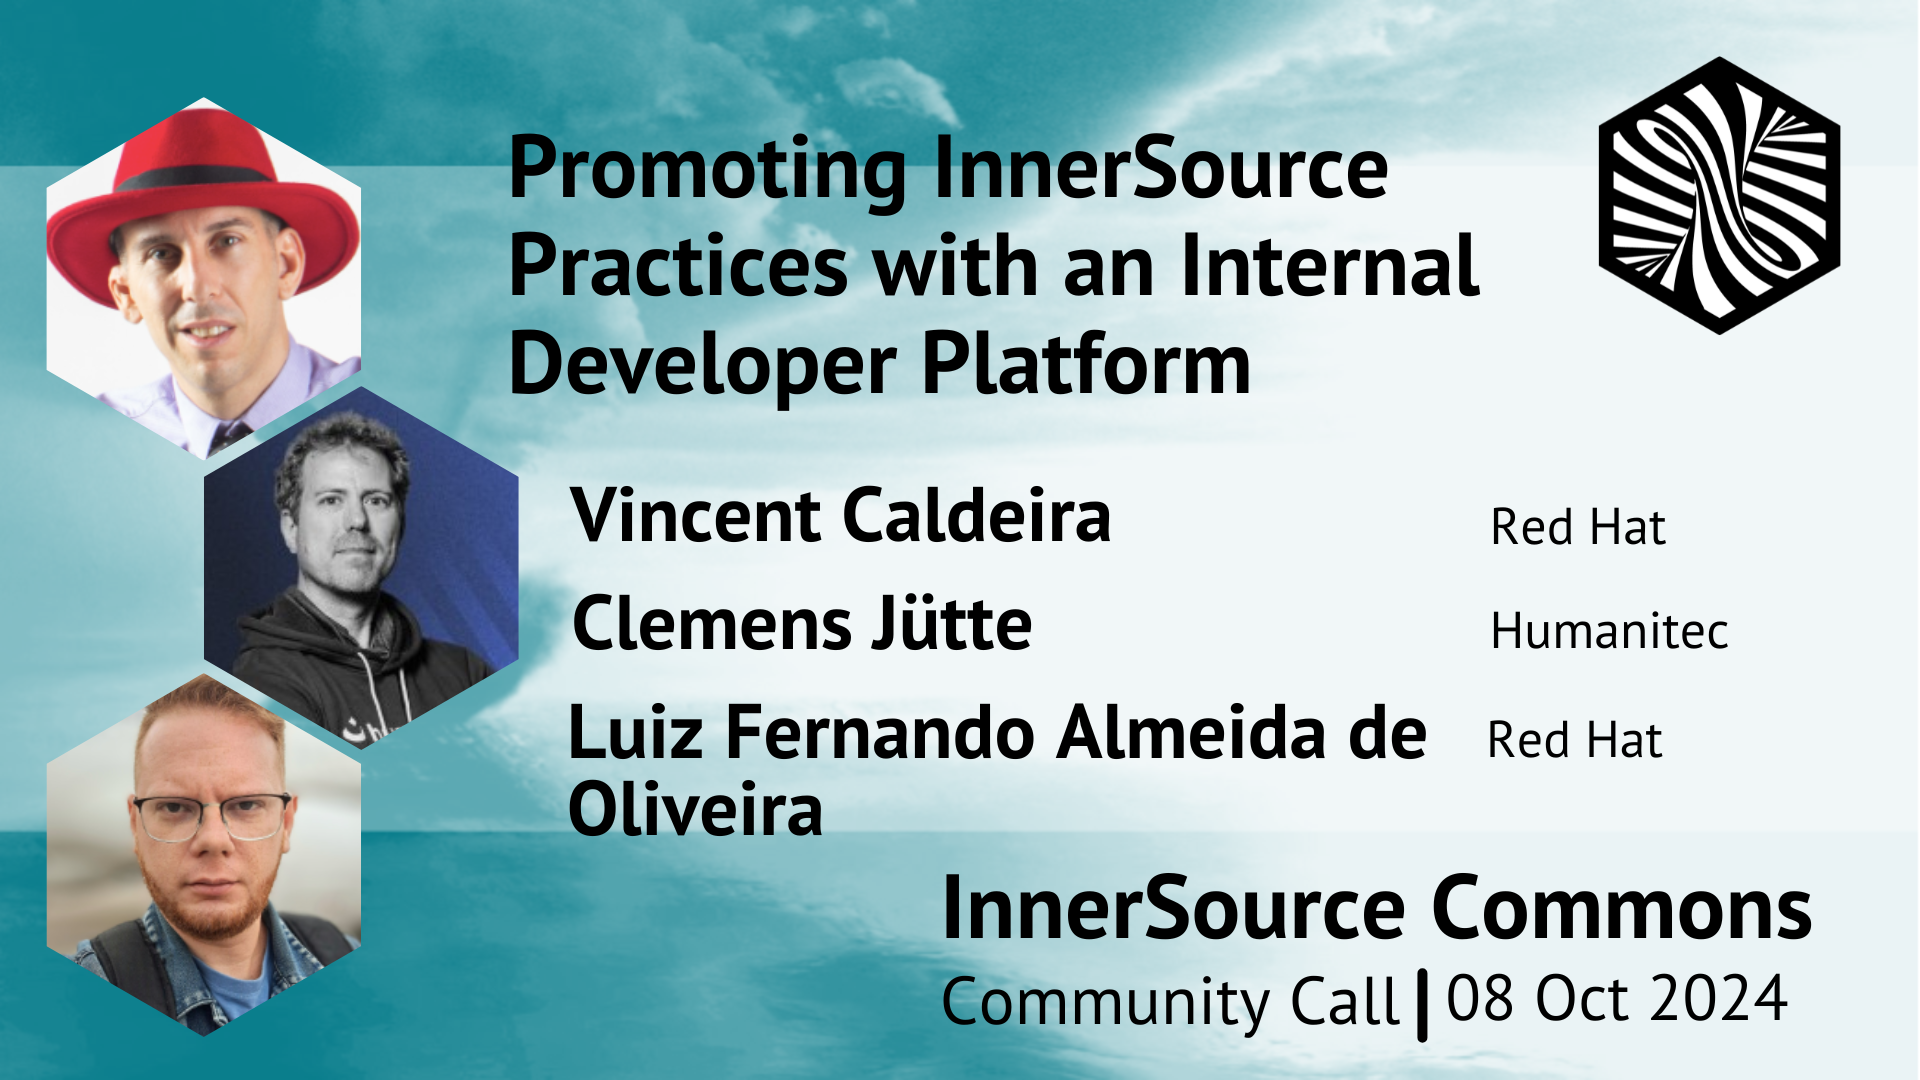 Promoting InnerSource
Practices with an Internal
Developer Platform
Vincent Caldeira
Red Hat
Clemens Jütte
Humanitec
Luiz Fernando Almeida de
Oliveira
Red Hat
InnerSource Commons
Community Call | 08 Oct 2024